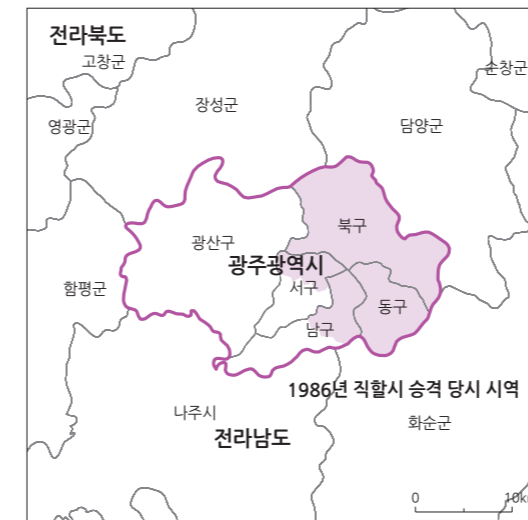 전라북도
고창군
순창군
장성군
영광군
담양군
북구
광산구
광주광역시
함평군
서구
동구
남구
1986년 직할시 승격 당시 시역
나주시
화순군
전라남도
0 10km